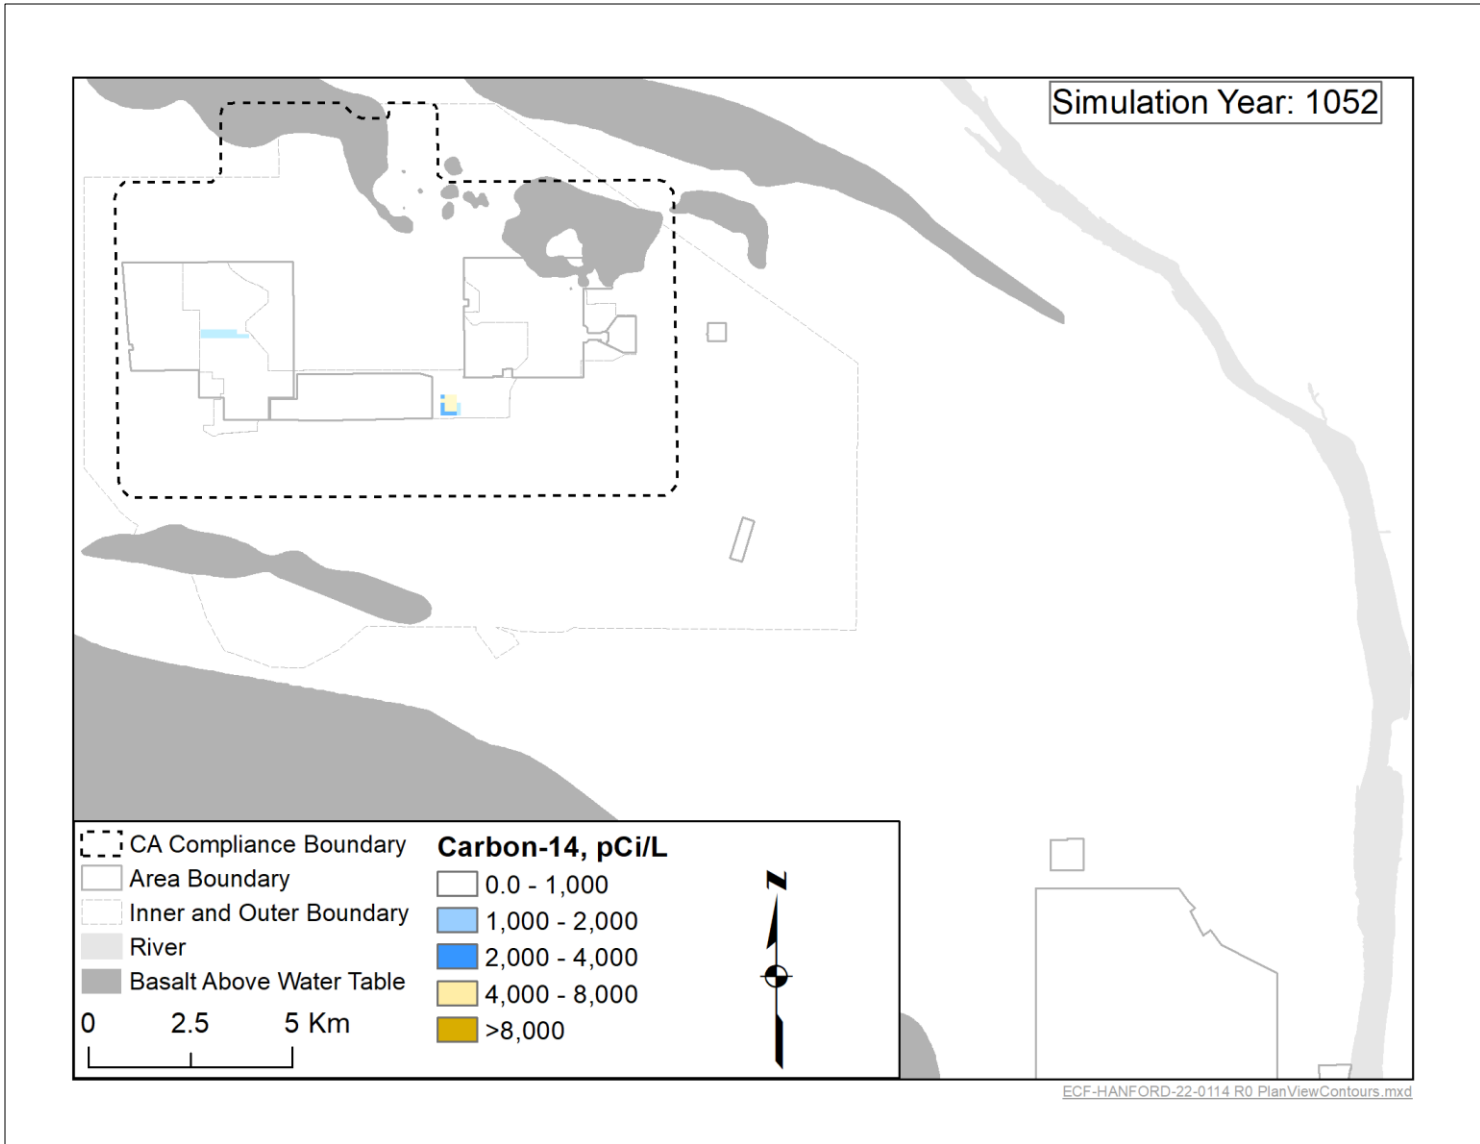 Simulation Year: 1052
CA Compliance Boundary
Area Boundary
Inner and Outer Boundary
River
Basalt Above Water Table
0 2.5 5 Km
Carbon-14, pCi/L
0.0 - 1,000
1,000 - 2,000
2,000 - 4,000
4,000 - 8,000
>8,000
N
ECF-HANFORD-22-0114 R0 PlanViewContours.mxd